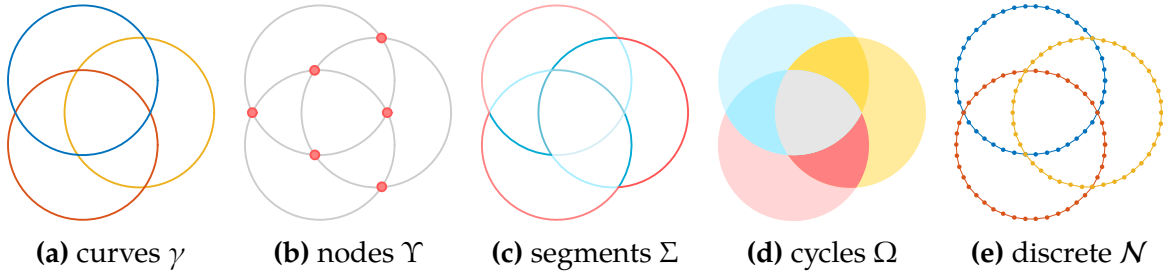 (a) curves γ (b) nodes ϒ (c) segments Σ (d) cycles Ω (e) discrete 𝒩